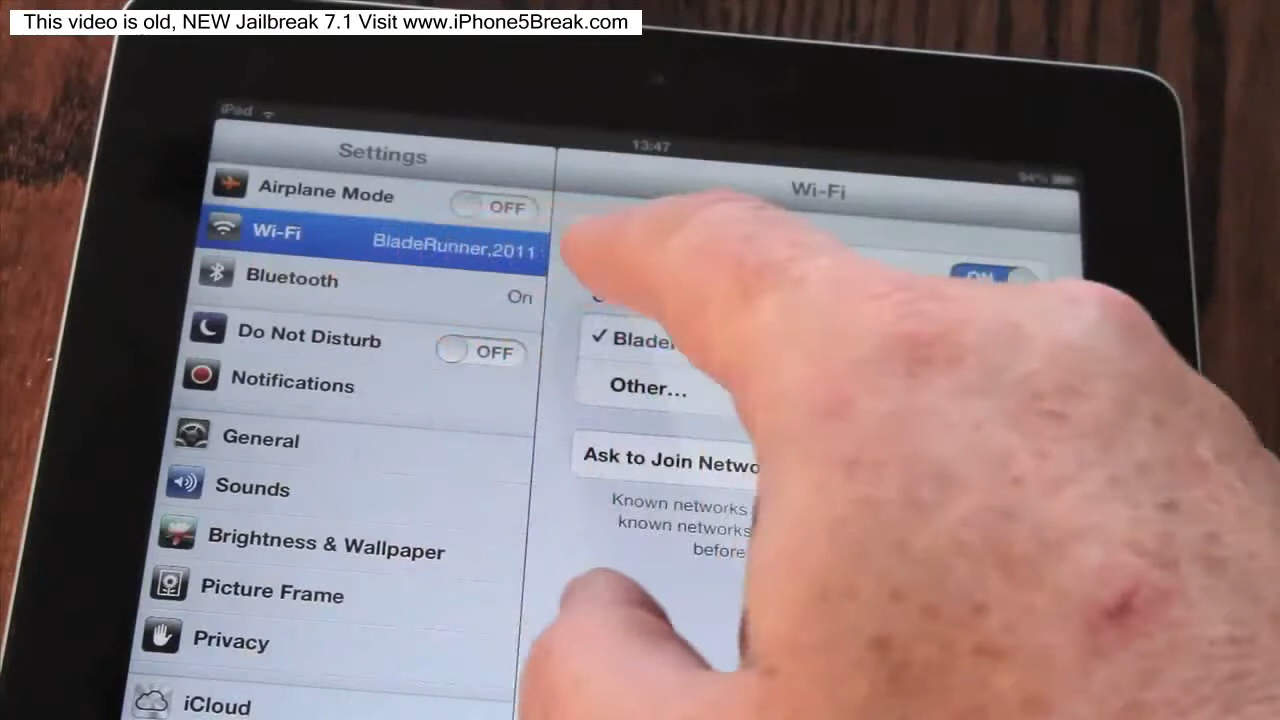 This video is old, NEW Jailbreak 7.1 Visit www.iPhone5Break.com
iPad
13:47
94%
Settings
Wi-Fi
Airplane Mode
OFF
Wi-Fi
BladeRunner,2011
ON
Bluetooth
On
Do Not Disturb
OFF
✓ Blade
Notifications
Other...
General
Ask to Join Netwo
Sounds
Known networks
known networks
before
Brightness & Wallpaper
Picture Frame
Privacy
iCloud